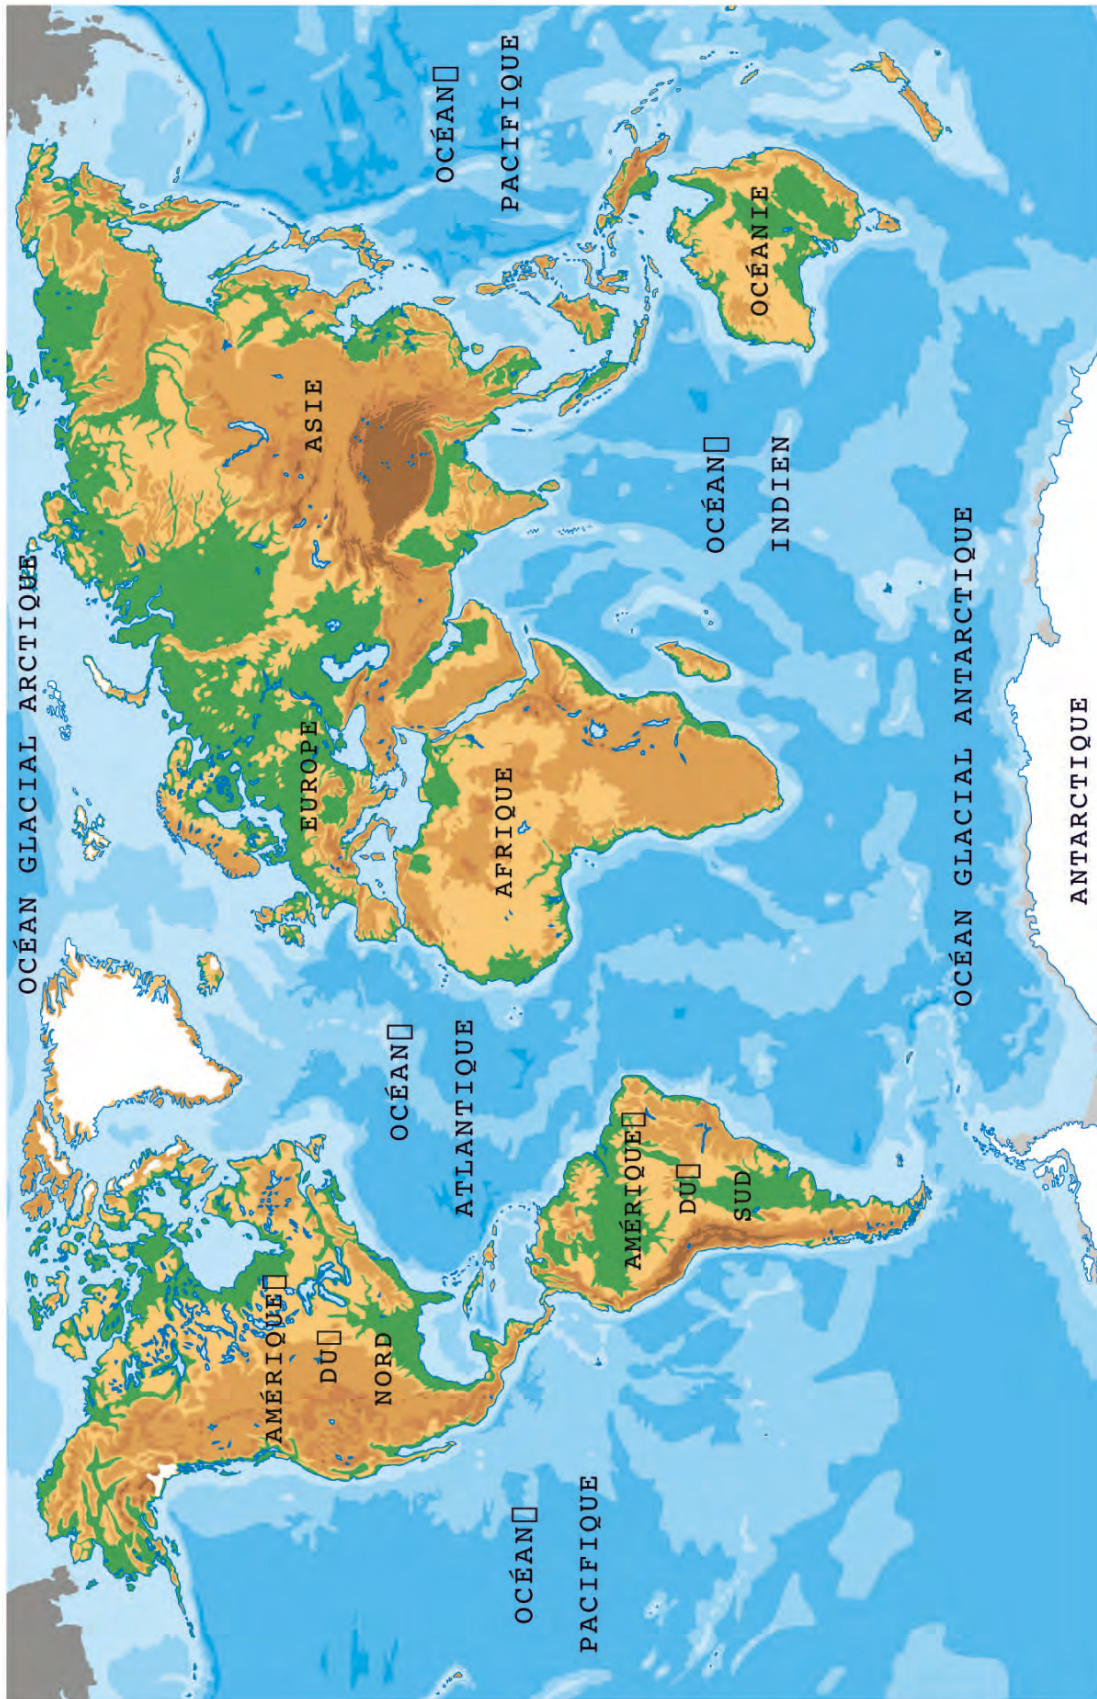 OCÉAN GLACIAL ARCTIQUE
AMÉRIQUE
DU
NORD
OCÉAN
ATLANTIQUE
EUROPE
ASIE
OCÉAN
PACIFIQUE
AFRIQUE
OCÉAN
PACIFIQUE
AMÉRIQUE
DU
SUD
OCÉAN
INDIEN
OCÉANIE
OCÉAN GLACIAL ANTARCTIQUE
ANTARCTIQUE